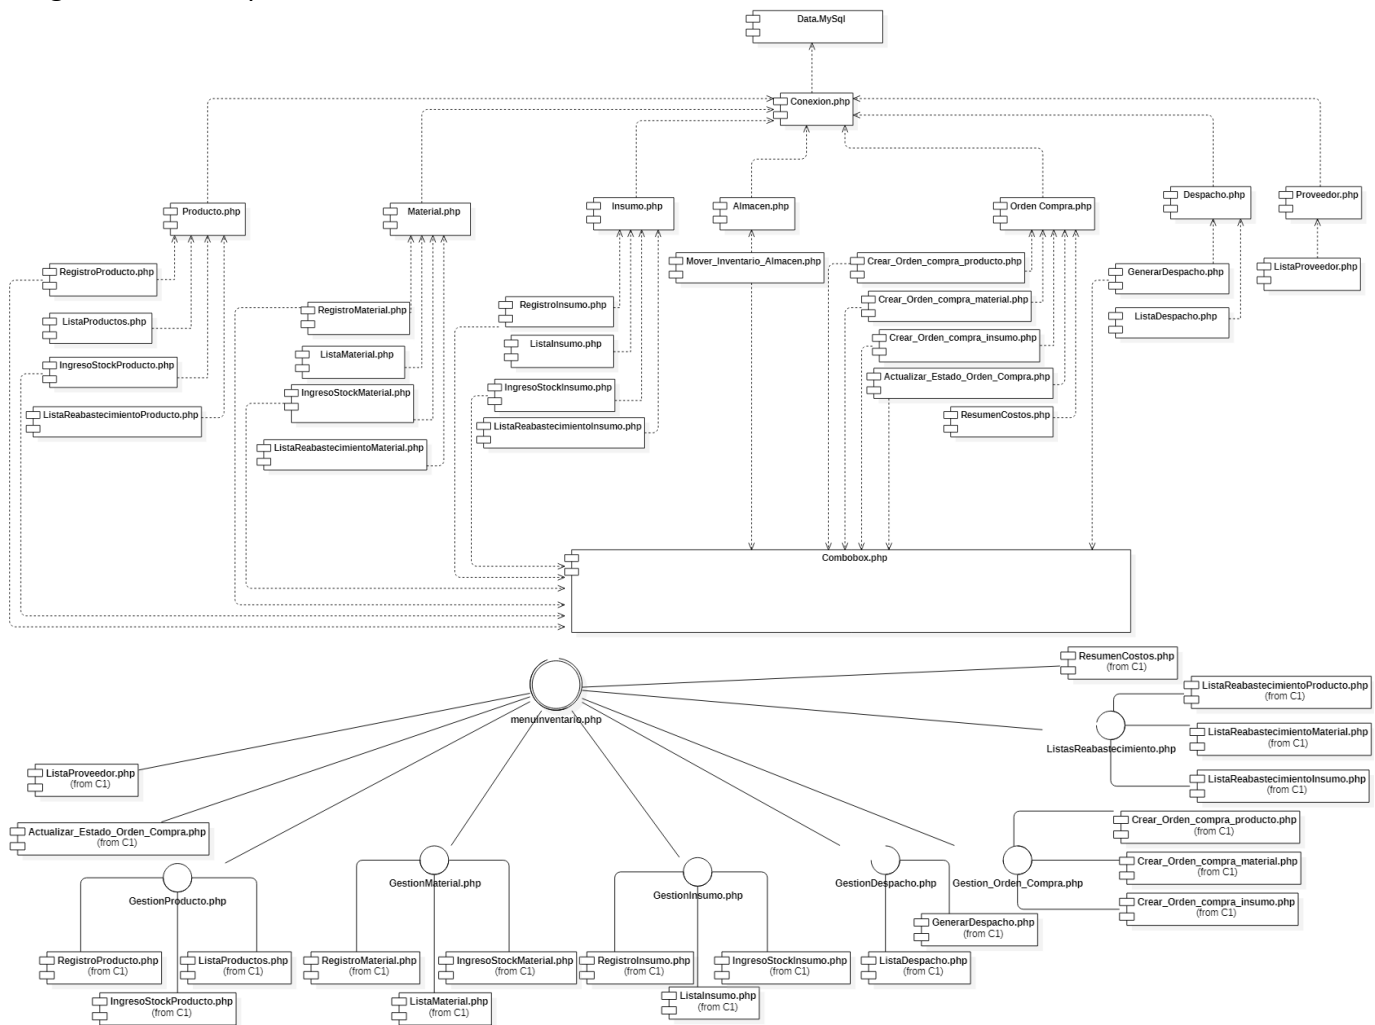 Data.MySql
Conexion.php
Producto.php
Material.php
Insumo.php
Almacen.php
Orden Compra.php
Despacho.php
Proveedor.php
RegistroProducto.php
ListaProductos.php
IngresoStockProducto.php
ListaReabastecimientoProducto.php
RegistroMaterial.php
ListaMaterial.php
IngresoStockMaterial.php
ListaReabastecimientoMaterial.php
RegistroInsumo.php
ListaInsumo.php
IngresoStockInsumo.php
ListaReabastecimientoInsumo.php
Mover_Inventario_Almacen.php
Crear_Orden_compra_producto.php
Crear_Orden_compra_material.php
Crear_Orden_compra_insumo.php
Actualizar_Estado_Orden_Compra.php
ResumenCostos.php
GenerarDespacho.php
ListaDespacho.php
ListaProveedor.php
Combobox.php
menuinventario.php
ResumenCostos.php
(from C1)
ListasReabastecimiento.php
ListaReabastecimientoProducto.php
(from C1)
ListaReabastecimientoMaterial.php
(from C1)
ListaReabastecimientoInsumo.php
(from C1)
ListaProveedor.php
(from C1)
Actualizar_Estado_Orden_Compra.php
(from C1)
GestionProducto.php
RegistroProducto.php
(from C1)
ListaProductos.php
(from C1)
IngresoStockProducto.php
(from C1)
GestionMaterial.php
RegistroMaterial.php
(from C1)
IngresoStockMaterial.php
(from C1)
ListaMaterial.php
(from C1)
GestionInsumo.php
RegistroInsumo.php
(from C1)
IngresoStockInsumo.php
(from C1)
ListaInsumo.php
(from C1)
GestionDespacho.php
GenerarDespacho.php
(from C1)
ListaDespacho.php
(from C1)
Gestion_Orden_Compra.php
Crear_Orden_compra_producto.php
(from C1)
Crear_Orden_compra_material.php
(from C1)
Crear_Orden_compra_insumo.php
(from C1)